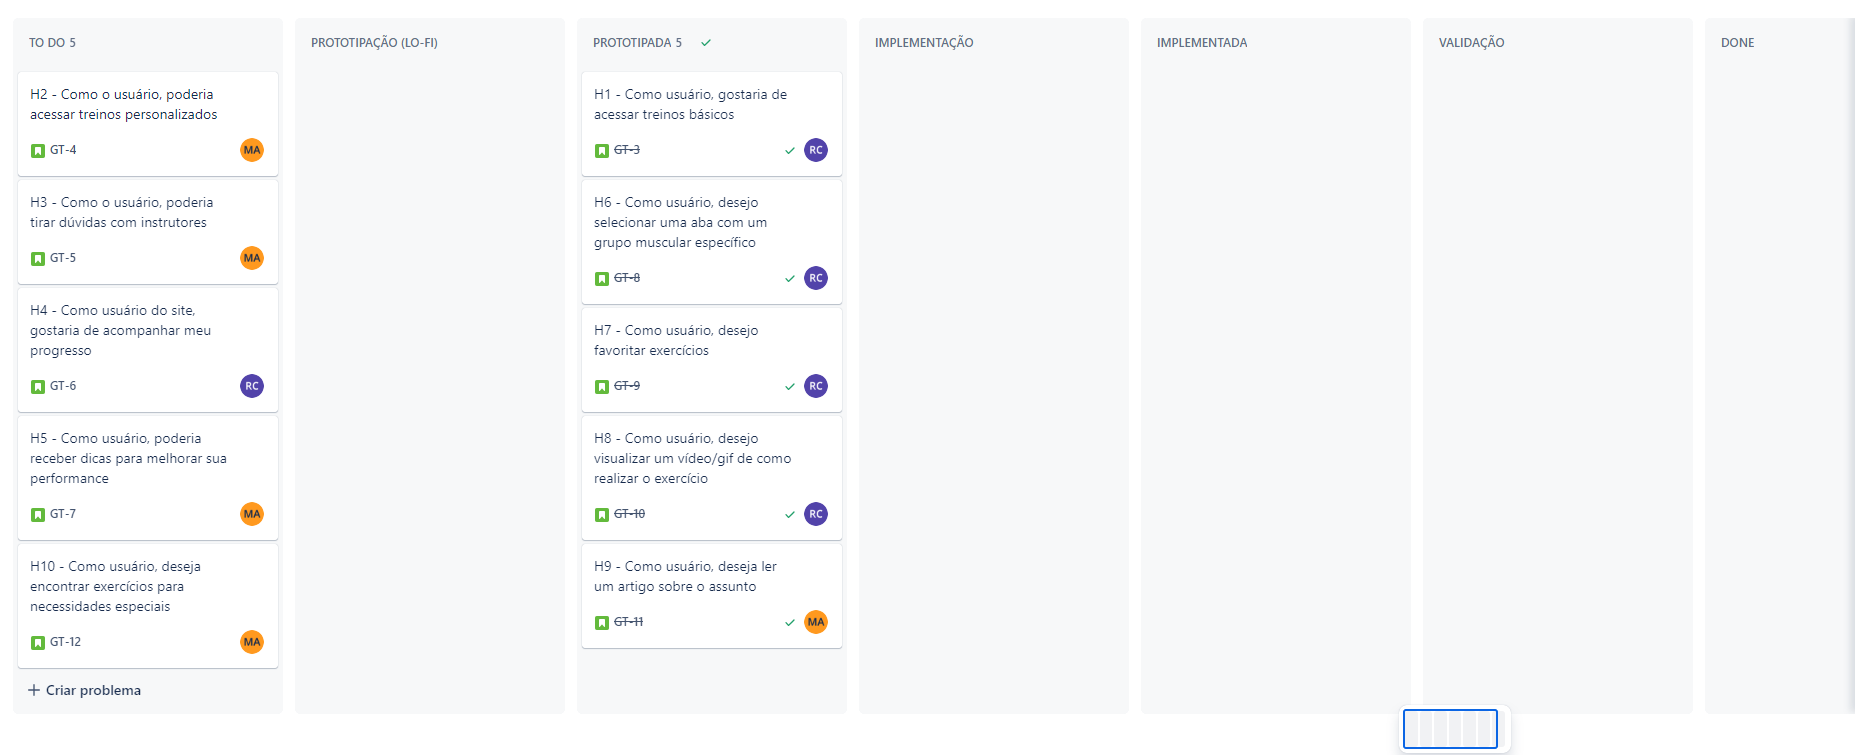 TO DO 5
H2 - Como o usuário, poderia
acessar treinos personalizados
GT-4
MA
H3 - Como o usuário, poderia
tirar dúvidas com instrutores
GT-5
MA
H4 - Como usuário do site,
gostaria de acompanhar meu
progresso
GT-6
RC
H5 - Como usuário, poderia
receber dicas para melhorar sua
performance
GT-7
MA
H10 - Como usuário, deseja
encontrar exercícios para
necessidades especiais
GT-12
MA
+ Criar problema
PROTOTIPAÇÃO (LO-FI)
PROTOTIPADA 5
H1 - Como usuário, gostaria de
acessar treinos básicos
GT-3
RC
H6 - Como usuário, desejo
selecionar uma aba com um
grupo muscular específico
GT-8
RC
H7 - Como usuário, desejo
favoritar exercícios
GT-9
RC
H8 - Como usuário, desejo
visualizar um vídeo/gif de como
realizar o exercício
GT-10
RC
H9 - Como usuário, deseja ler
um artigo sobre o assunto
GT-11
MA
IMPLEMENTAÇÃO
IMPLEMENTADA
VALIDAÇÃO
DONE